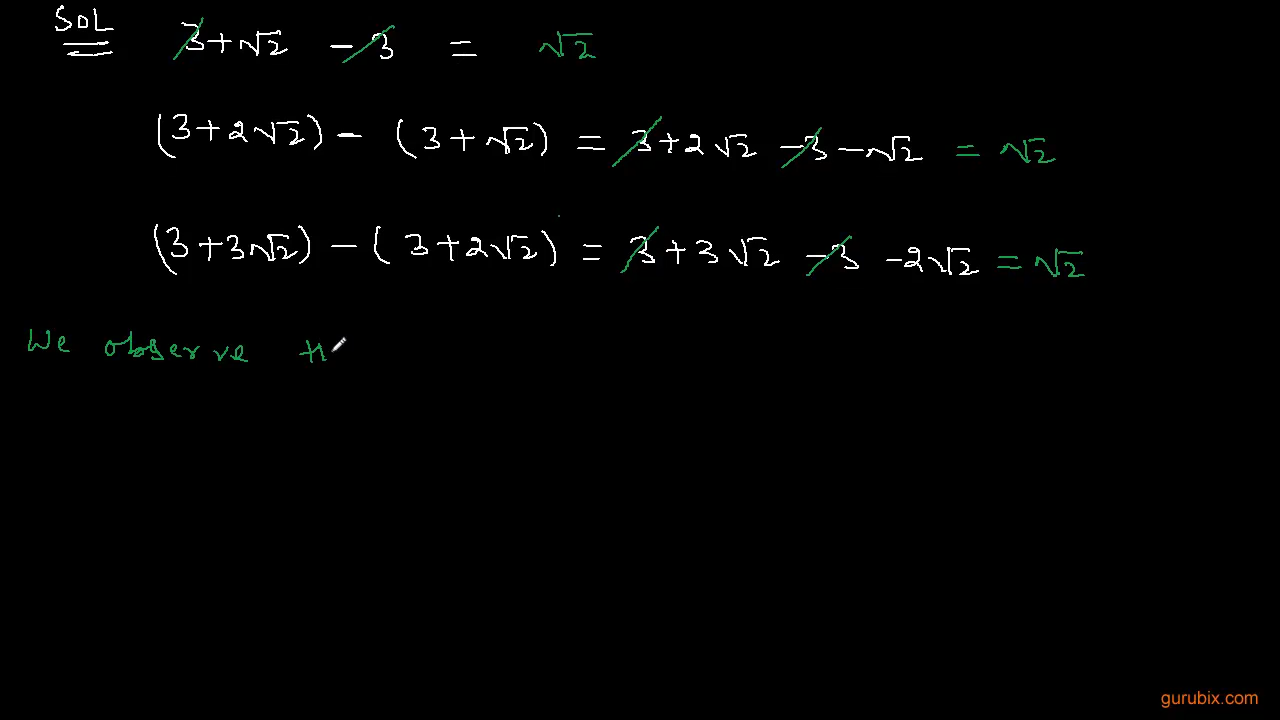 SOL 3+√2 -3 = √2
(3+2√2) - (3+√2) = 3+2√2 -3 -√2 = √2
(3+3√2) - (3+2√2) = 3+3√2 -3 -2√2 = √2
We observe th
gurubix.com